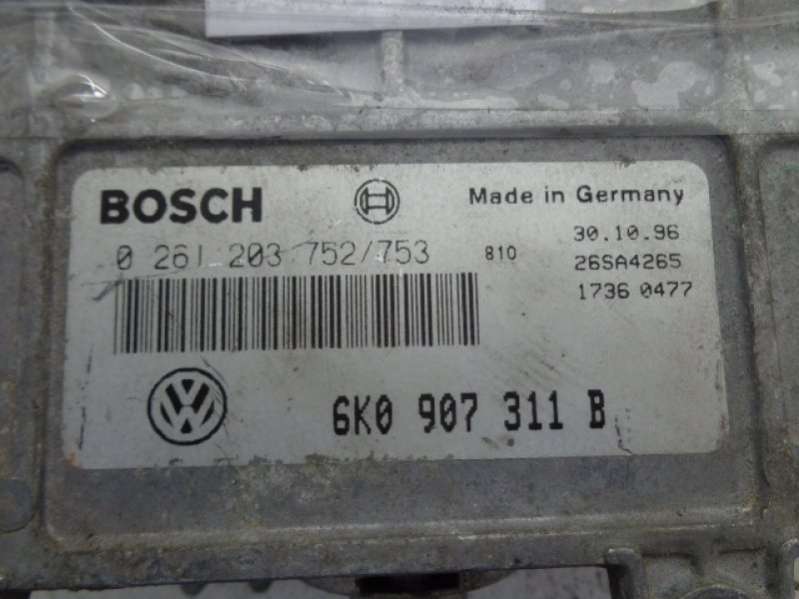 BOSCH
Made in Germany
0 261 203 752/753
810
30.10.96
26SA4265
1736 0477
VW
6K0 907 311 B